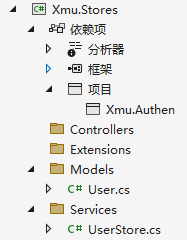 Xmu.Stores
依赖项
分析器
框架
项目
Xmu.Authen
Controllers
Extensions
Models
C# User.cs
Services
C# UserStore.cs